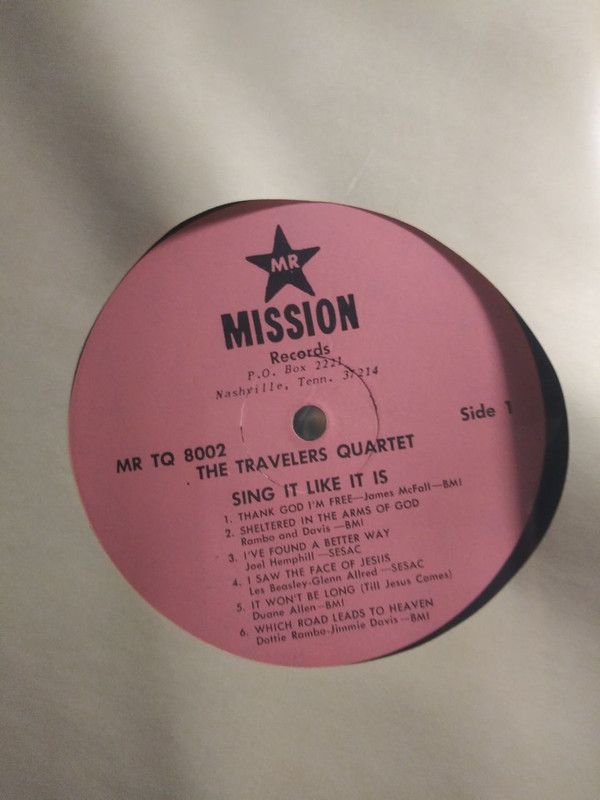 MR
MISSION
Records
P.O. Box 2221
Nashville, Tenn. 37214
Side 1
MR TQ 8002
THE TRAVELERS QUARTET
SING IT LIKE IT IS
1. THANK GOD I'M FREE—James McFall—BMI
2. SHELTERED IN THE ARMS OF GOD
Rambo and Davis—BMI
3. I'VE FOUND A BETTER WAY
Joel Hemphill—SESAC
4. I SAW THE FACE OF JESUS
Les Beasley-Glenn Allred—SESAC
5. IT WON'T BE LONG (Till Jesus Comes)
Duane Allen—BMI
6. WHICH ROAD LEADS TO HEAVEN
Dottie Rambo-Jimmie Davis—BMI